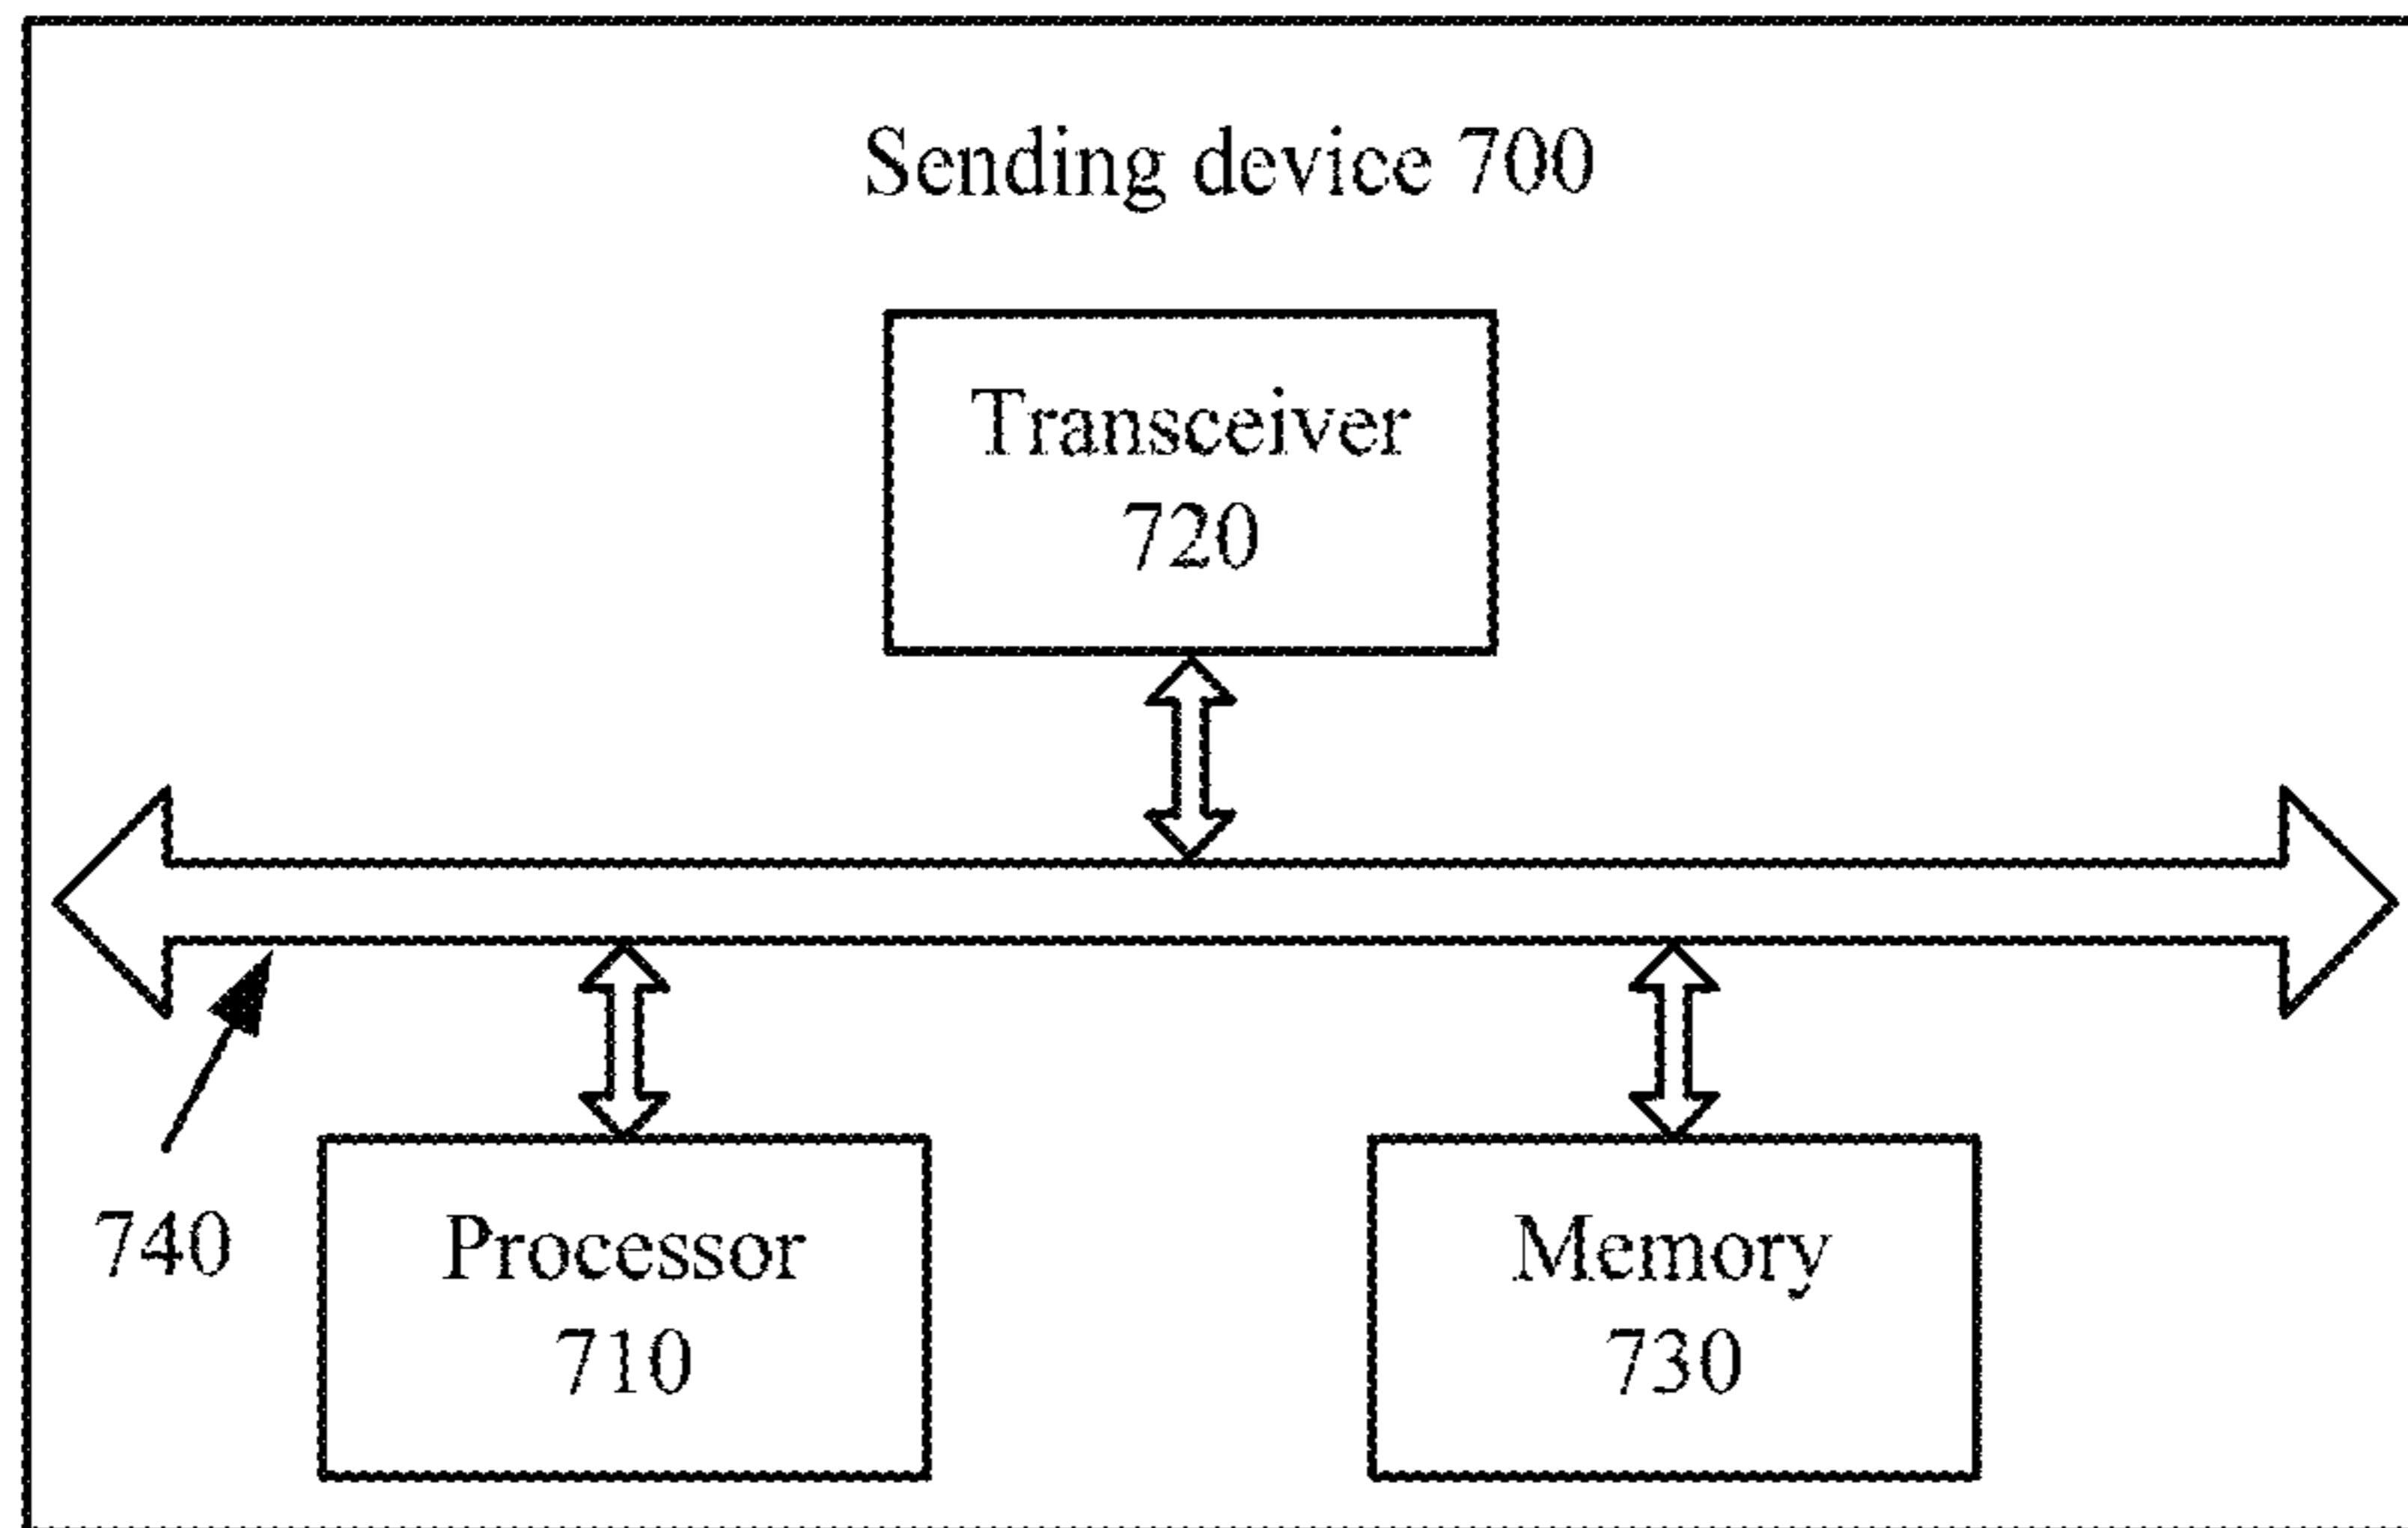 Sending device 700
Transceiver
720
740
Processor
710
Memory
730